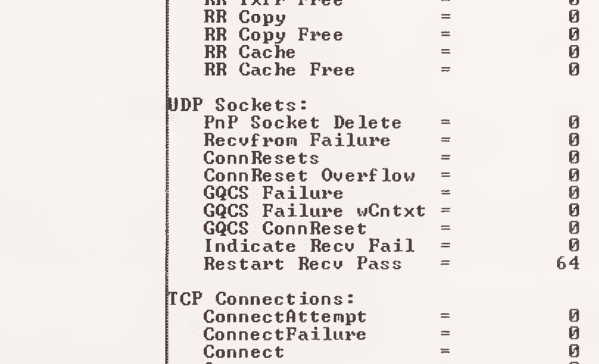 RR Copy = 0
RR Copy Free = 0
RR Cache = 0
RR Cache Free = 0
UDP Sockets:
PnP Socket Delete = 0
Recvfrom Failure = 0
ConnResets = 0
ConnReset Overflow = 0
GQCS Failure = 0
GQCS Failure wCntxt = 0
GQCS ConnReset = 0
Indicate Recv Fail = 0
Restart Recv Pass = 64
TCP Connections:
ConnectAttempt = 0
ConnectFailure = 0
Connect = 0